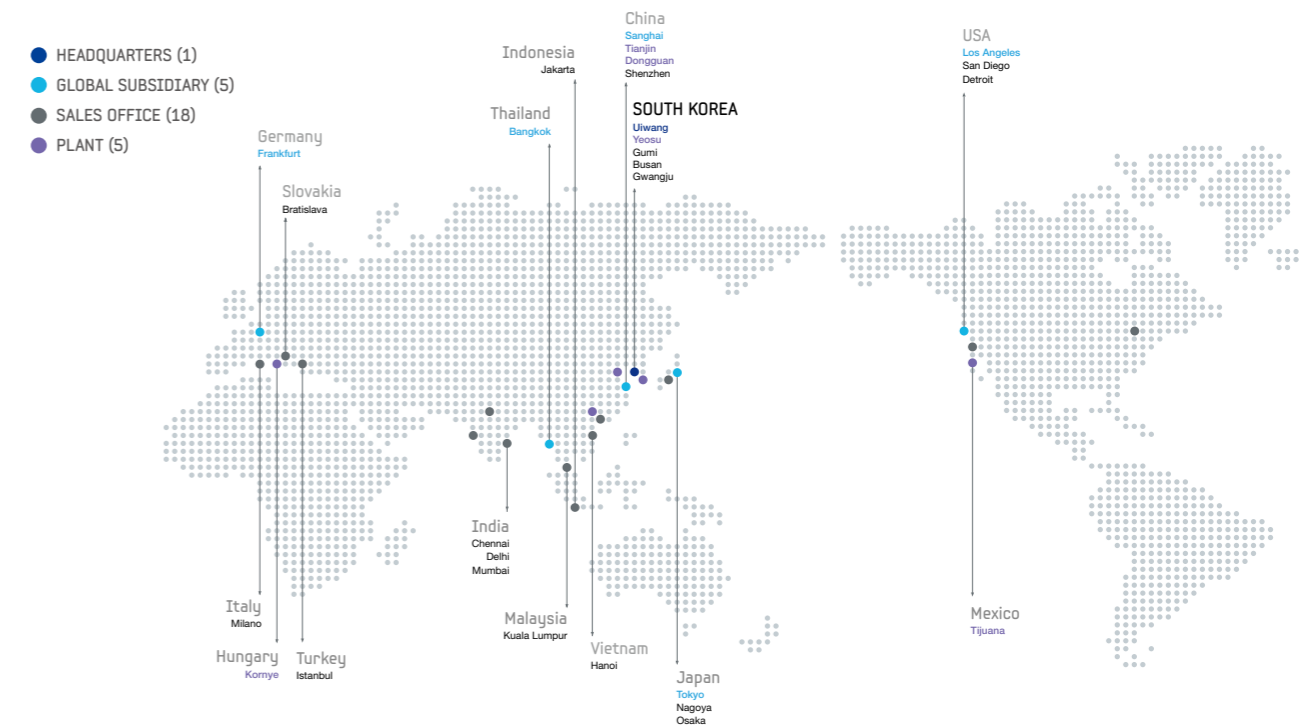 HEADQUARTERS (1)
GLOBAL SUBSIDIARY (5)
SALES OFFICE (18)
PLANT (5)
Germany
Frankfurt
Slovakia
Bratislava
Thailand
Bangkok
Indonesia
Jakarta
China
Sanghai
Tianjin
Dongguan
Shenzhen
SOUTH KOREA
Uiwang
Yeosu
Gumi
Busan
Gwangju
USA
Los Angeles
San Diego
Detroit
Italy
Milano
Hungary
Kornye
Turkey
Istanbul
India
Chennai
Delhi
Mumbai
Malaysia
Kuala Lumpur
Vietnam
Hanoi
Japan
Tokyo
Nagoya
Osaka
Mexico
Tijuana